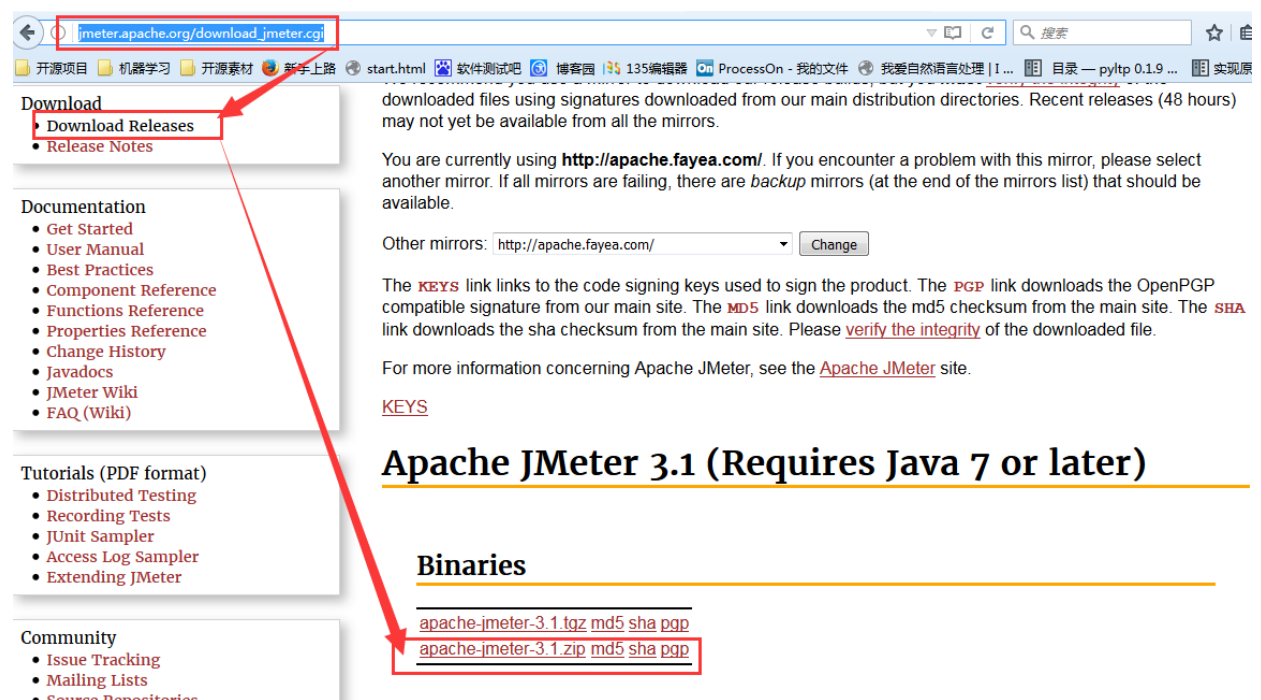 jmeter.apache.org/download_jmeter.cgi
搜索
开源项目 机器学习 开源素材 新手上路 start.html 软件测试吧 博客园 135编辑器 ProcessOn - 我的文件 我爱自然语言处理 | I ... 目录 — pyltp 0.1.9 ... 实现原
Download
Download Releases
Release Notes
Documentation
Get Started
User Manual
Best Practices
Component Reference
Functions Reference
Properties Reference
Change History
Javadocs
JMeter Wiki
FAQ (Wiki)
Tutorials (PDF format)
Distributed Testing
Recording Tests
JUnit Sampler
Access Log Sampler
Extending JMeter
Community
Issue Tracking
Mailing Lists
Source Repositories
downloaded files using signatures downloaded from our main distribution directories. Recent releases (48 hours)
may not yet be available from all the mirrors.
You are currently using http://apache.fayea.com/. If you encounter a problem with this mirror, please select
another mirror. If all mirrors are failing, there are backup mirrors (at the end of the mirrors list) that should be
available.
Other mirrors: http://apache.fayea.com/ Change
The KEYS link links to the code signing keys used to sign the product. The PGP link downloads the OpenPGP
compatible signature from our main site. The MD5 link downloads the md5 checksum from the main site. The SHA
link downloads the sha checksum from the main site. Please verify the integrity of the downloaded file.
For more information concerning Apache JMeter, see the Apache JMeter site.
KEYS
Apache JMeter 3.1 (Requires Java 7 or later)
Binaries
apache-jmeter-3.1.tgz md5 sha pgp
apache-jmeter-3.1.zip md5 sha pgp